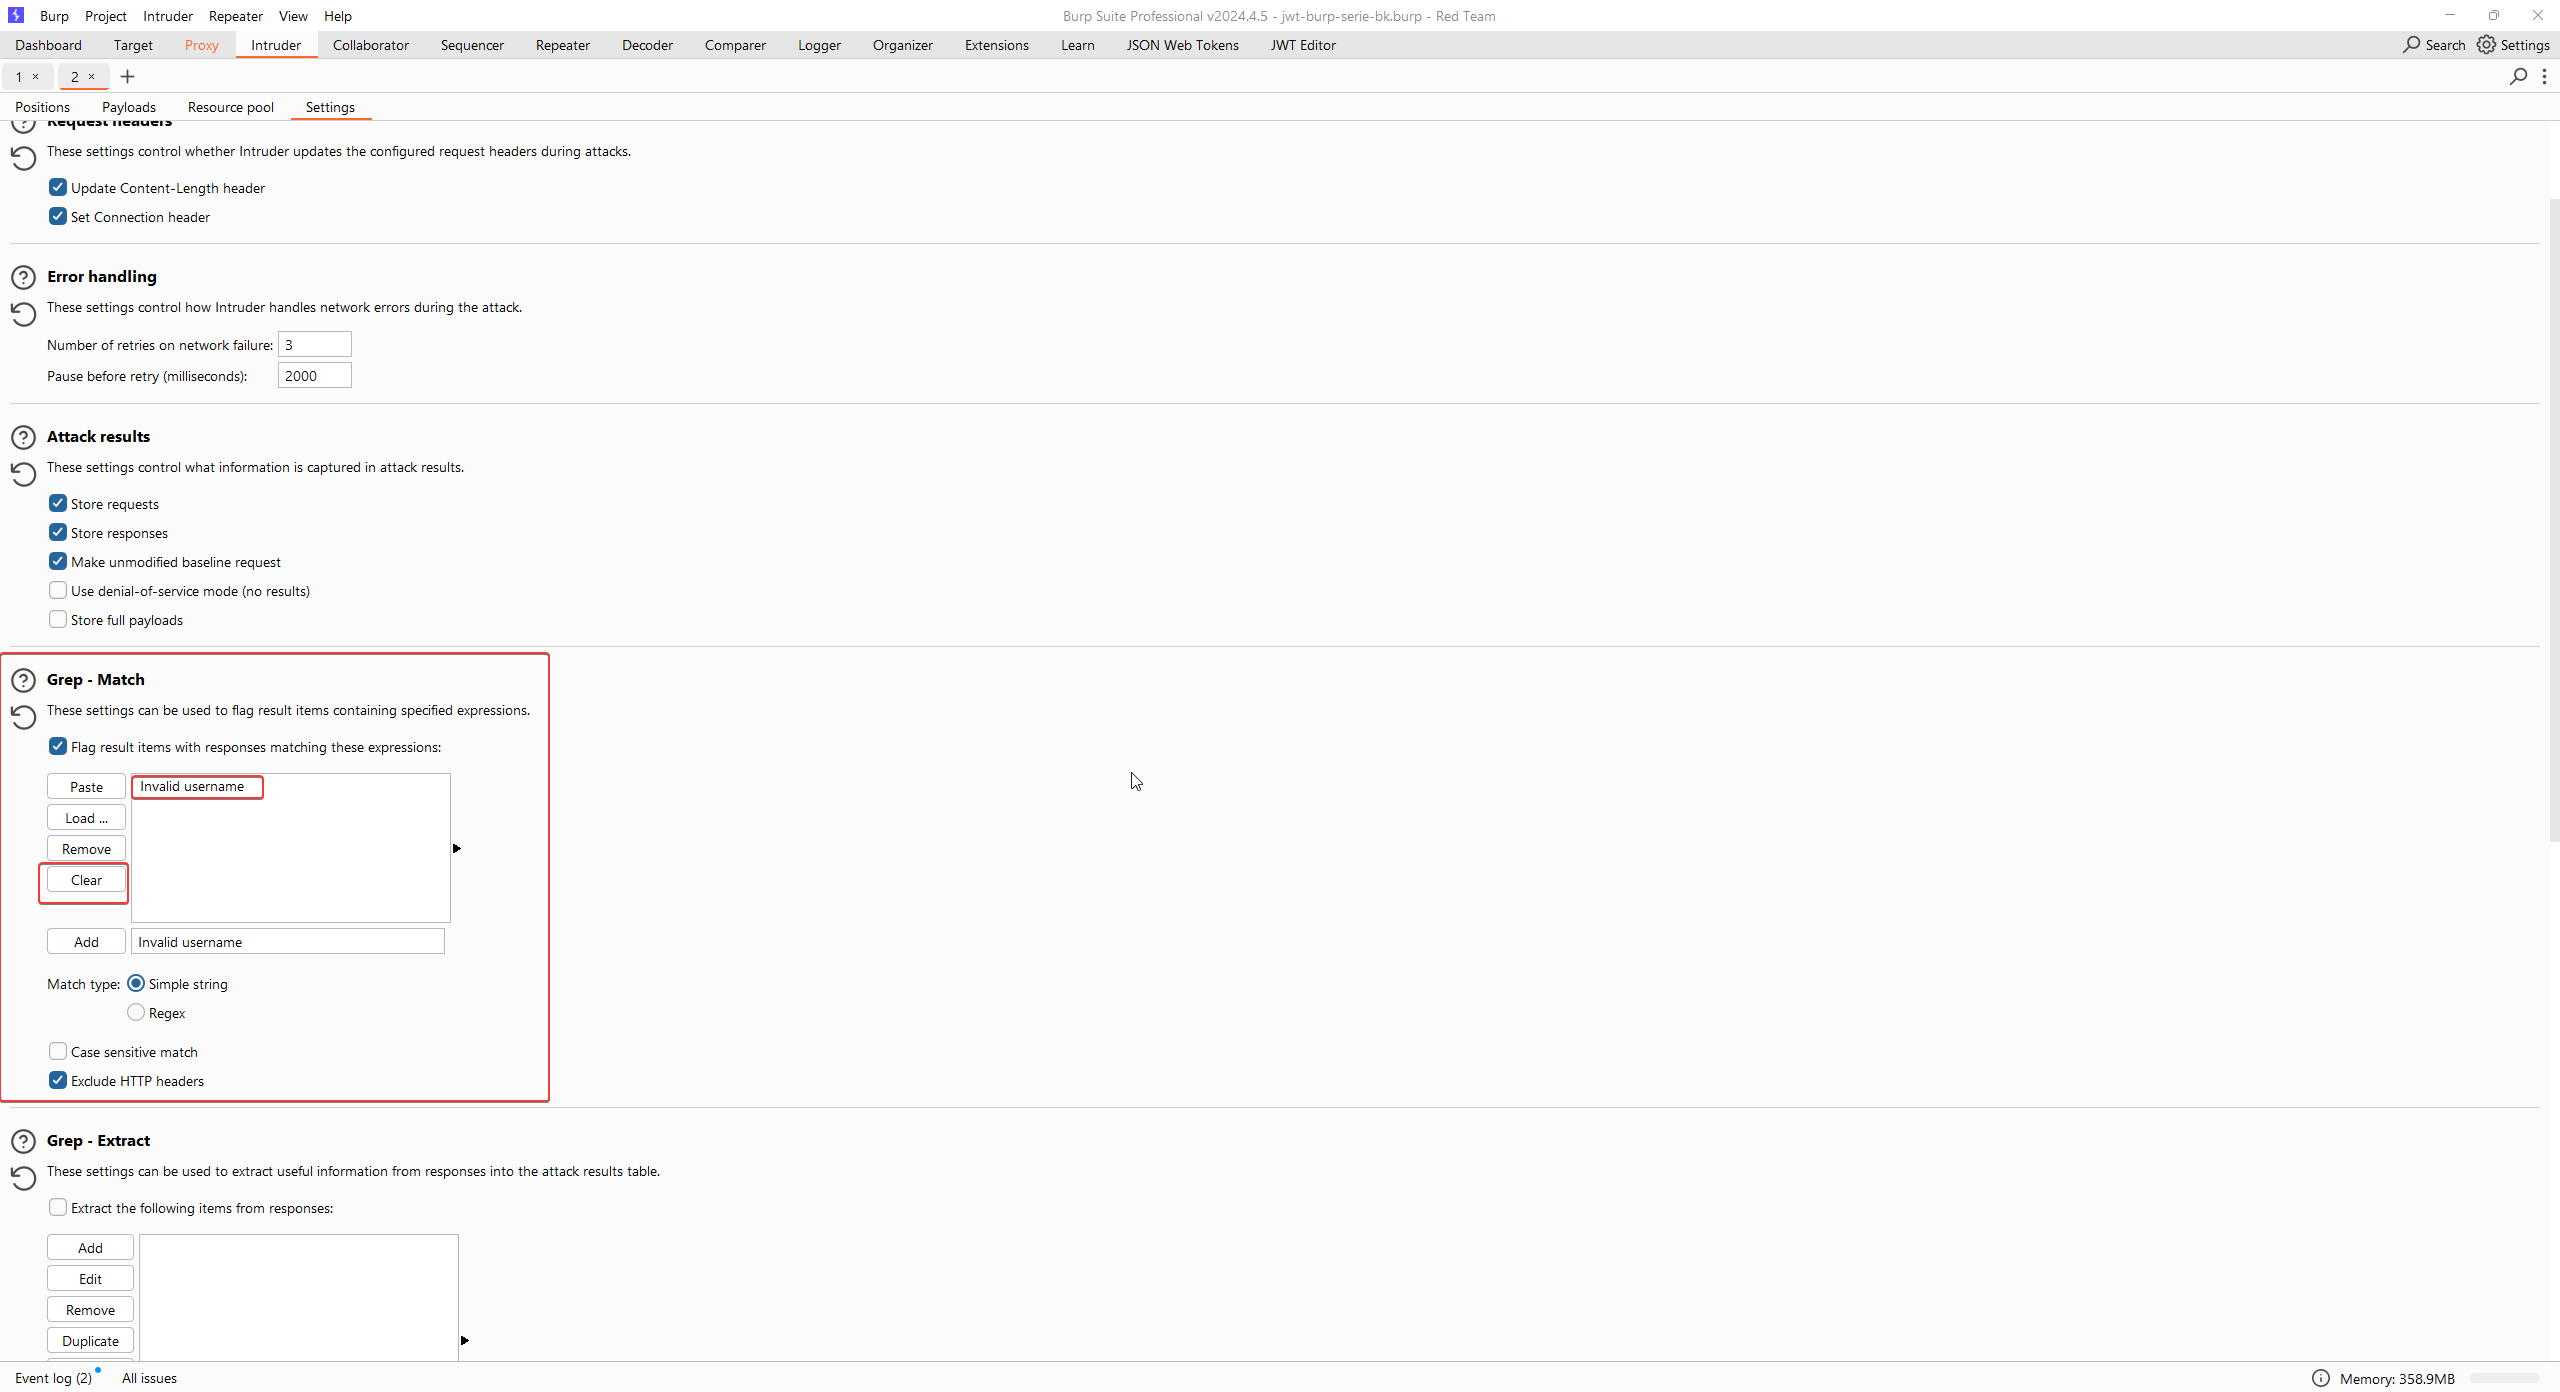 Burp Project Intruder Repeater View Help
Burp Suite Professional v2024.4.5 - jwt-burp-serie-bk.burp - Red Team
Dashboard Target Proxy Intruder Collaborator Sequencer Repeater Decoder Comparer Logger Organizer Extensions Learn JSON Web Tokens JWT Editor Search Settings
1 × 2 × +
Positions Payloads Resource pool Settings
Request headers
These settings control whether Intruder updates the configured request headers during attacks.
Update Content-Length header
Set Connection header
Error handling
These settings control how Intruder handles network errors during the attack.
Number of retries on network failure: 3
Pause before retry (milliseconds): 2000
Attack results
These settings control what information is captured in attack results.
Store requests
Store responses
Make unmodified baseline request
Use denial-of-service mode (no results)
Store full payloads
Grep - Match
These settings can be used to flag result items containing specified expressions.
Flag result items with responses matching these expressions:
Paste Invalid username
Load ...
Remove
Clear
Add Invalid username
Match type: Simple string
Regex
Case sensitive match
Exclude HTTP headers
Grep - Extract
These settings can be used to extract useful information from responses into the attack results table.
Extract the following items from responses:
Add
Edit
Remove
Duplicate
Event log (2) All issues Memory: 358.9MB